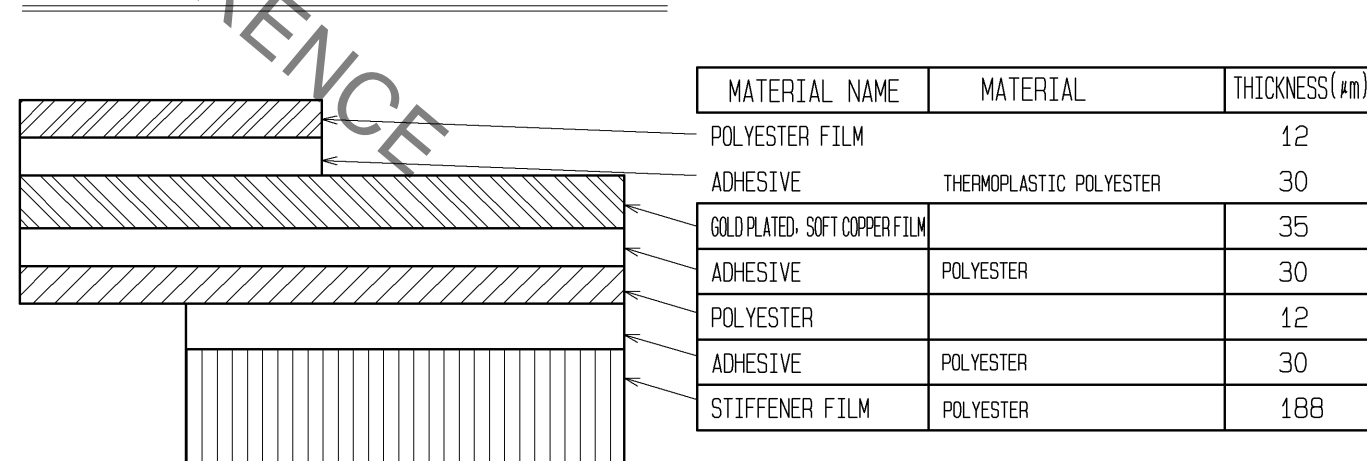 RENCE
MATERIAL NAME MATERIAL THICKNESS(μm)
POLYESTER FILM 12
ADHESIVE THERMOPLASTIC POLYESTER 30
GOLD PLATED, SOFT COPPER FILM 35
ADHESIVE POLYESTER 30
POLYESTER 12
ADHESIVE POLYESTER 30
STIFFENER FILM POLYESTER 188